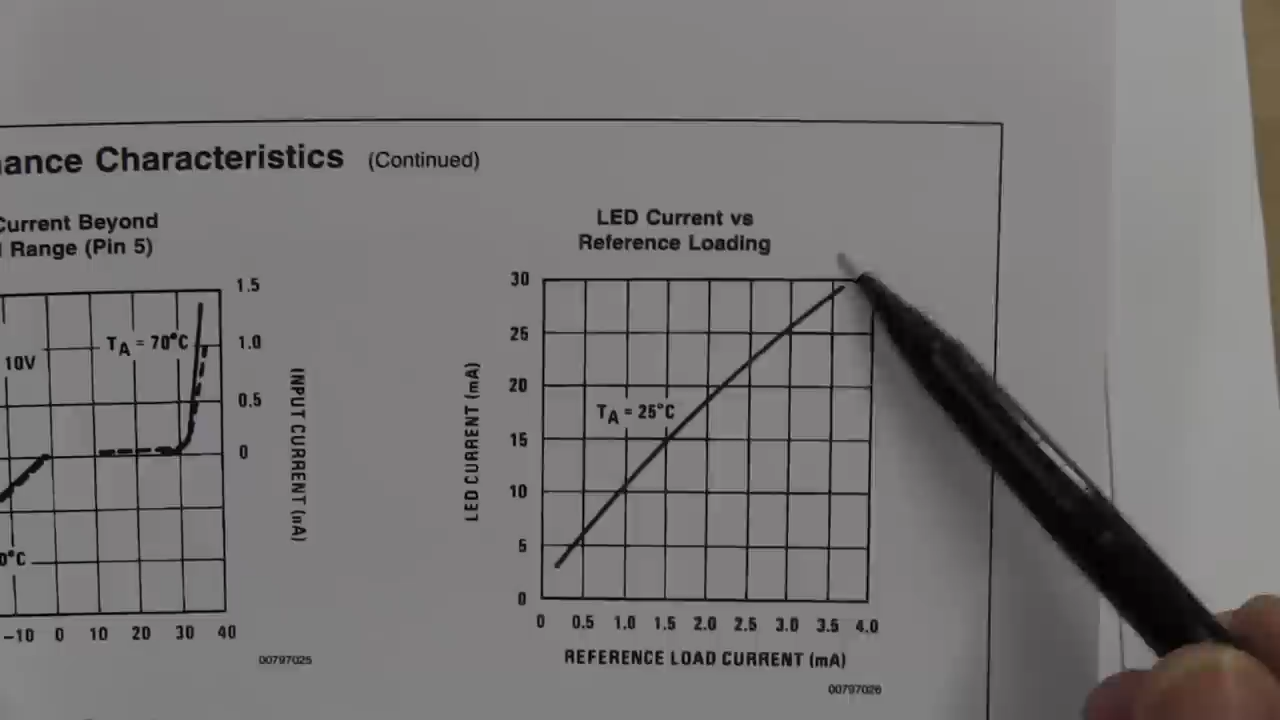 ance Characteristics (Continued)
Current Beyond
Range (Pin 5)
1.5
1.0
0.5
0
10V
TA = 70°C
0°C
INPUT CURRENT (nA)
-10 0 10 20 30 40
00797025
LED Current vs
Reference Loading
30
25
20
15
10
5
0
TA = 25°C
LED CURRENT (mA)
0 0.5 1.0 1.5 2.0 2.5 3.0 3.5 4.0
REFERENCE LOAD CURRENT (mA)
00797026